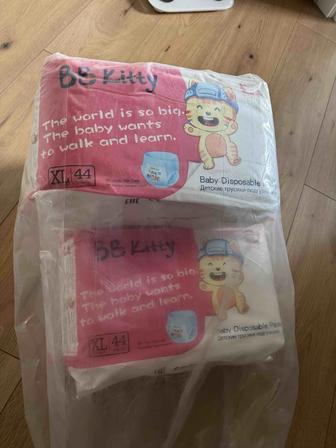 BB Kitty
The world is so big.
The baby wants
to walk and learn.
XL 44
Baby Disposable
Детские трусики
BB Kitty
The world is so big
The baby wants
to walk and learn.
XL 44
Baby Disposable Pants
Детские трусики